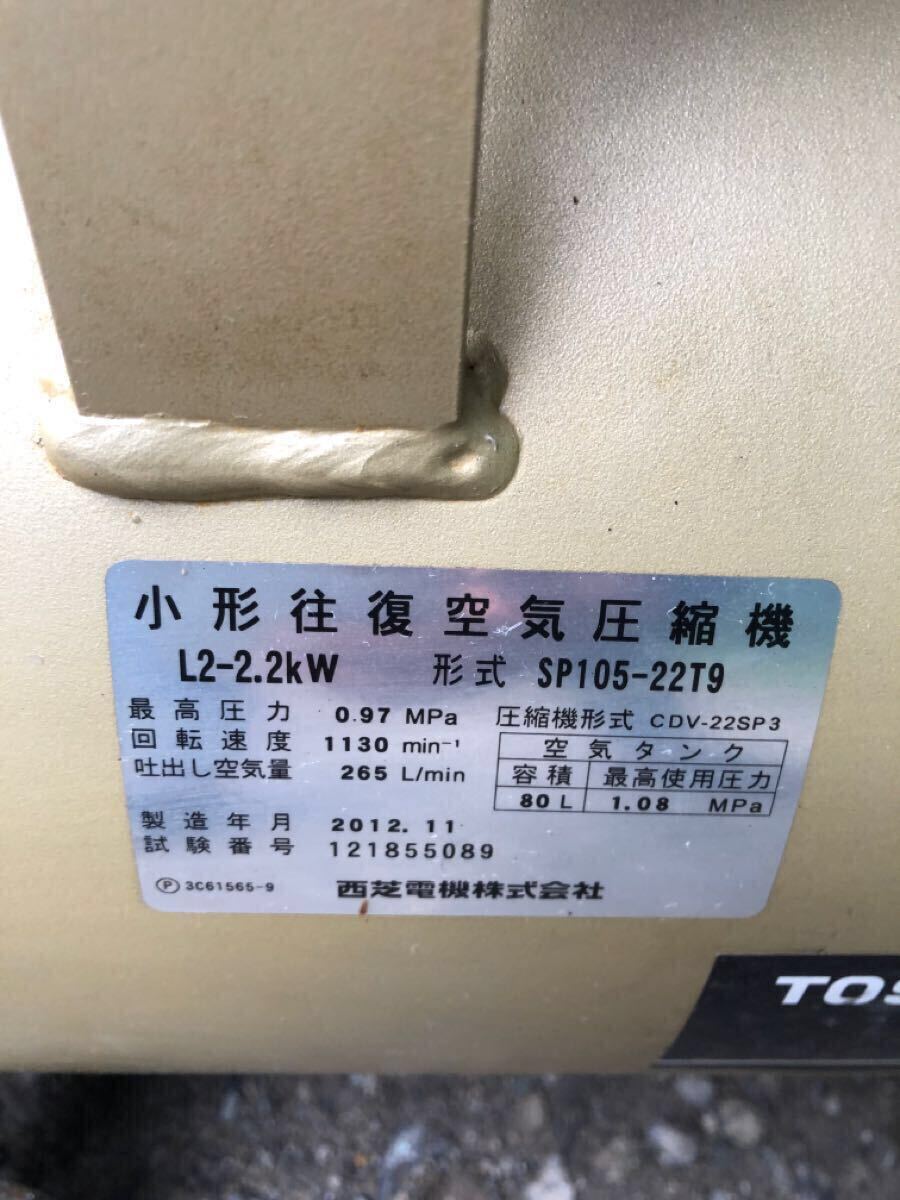 小形往復空気圧縮機
L2-2.2kW 形式 SP105-22T9
最高圧力 0.97 MPa 圧縮機形式 CDV-22SP3
回転速度 1130 min⁻¹
吐出し空気量 265 L/min
空気タンク
容積 最高使用圧力
80 L 1.08 MPa
製造年月 2012.11
試験番号 121855089
Ⓟ 3C61565-9 西芝電機株式会社
TOS